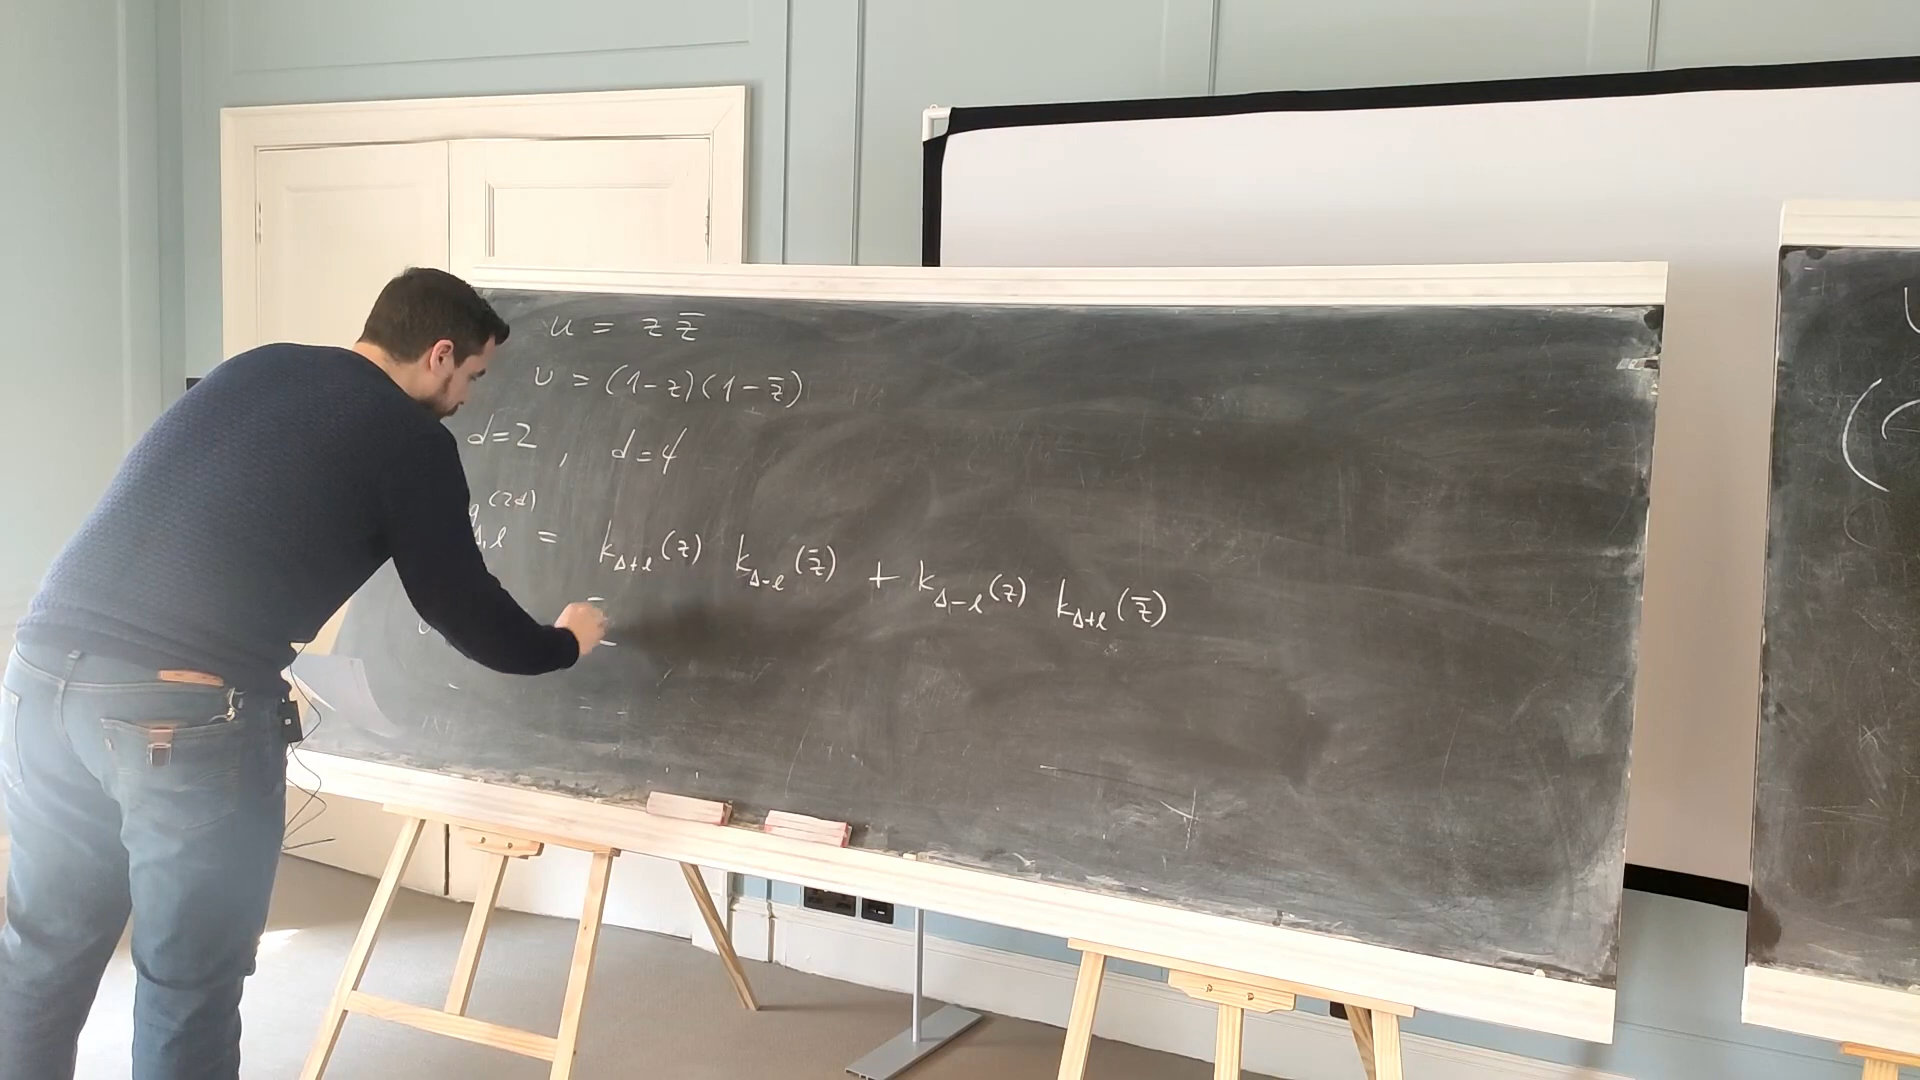 u = z z̄
v = (1-z)(1-z̄)
d=2 , d=4
g^(2d)_Δ,ℓ = k_Δ+ℓ(z) k_Δ-ℓ(z̄) + k_Δ-ℓ(z) k_Δ+ℓ(z̄)